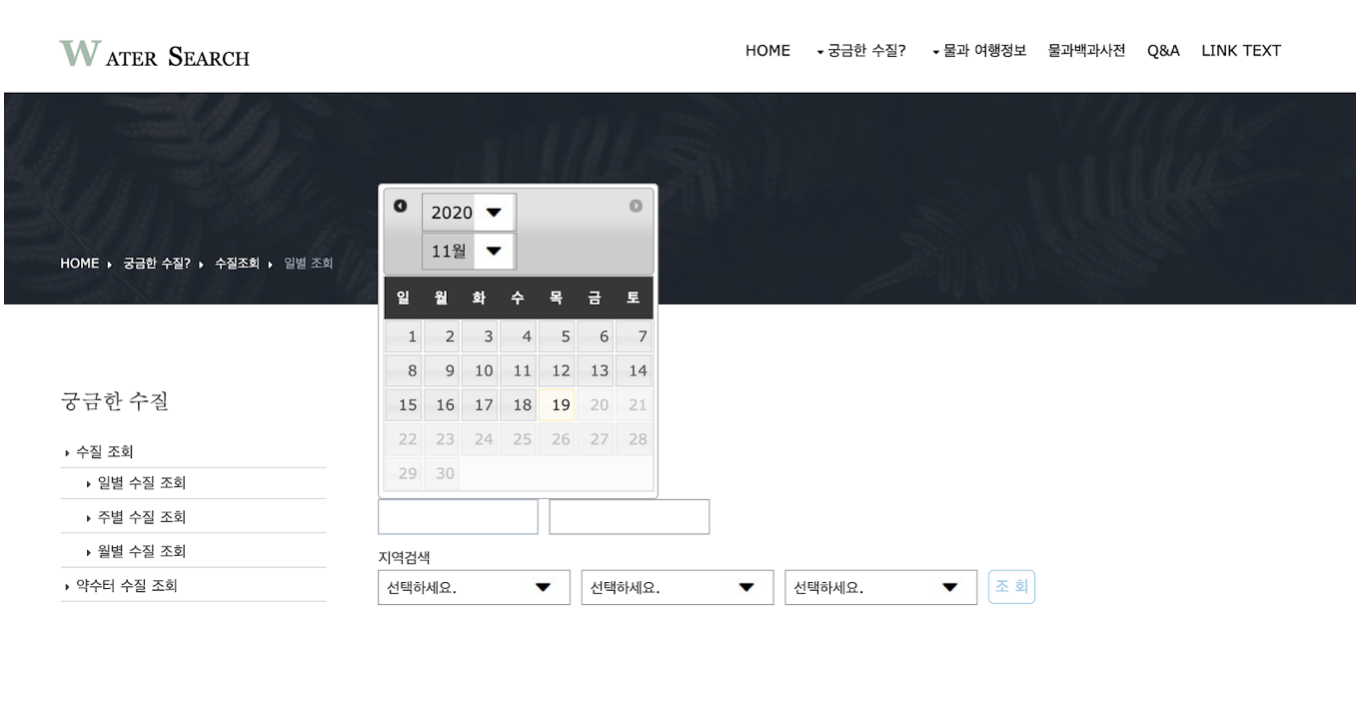 WATER SEARCH
HOME 궁금한 수질? 물과 여행정보 물과백과사전 Q&A LINK TEXT
HOME 궁금한 수질? 수질조회 일별 조회
2020
11월
일 월 화 수 목 금 토
1 2 3 4 5 6 7
8 9 10 11 12 13 14
15 16 17 18 19 20 21
22 23 24 25 26 27 28
29 30
궁금한 수질
수질 조회
일별 수질 조회
주별 수질 조회
월별 수질 조회
약수터 수질 조회
지역검색
선택하세요. 선택하세요. 선택하세요. 조 회